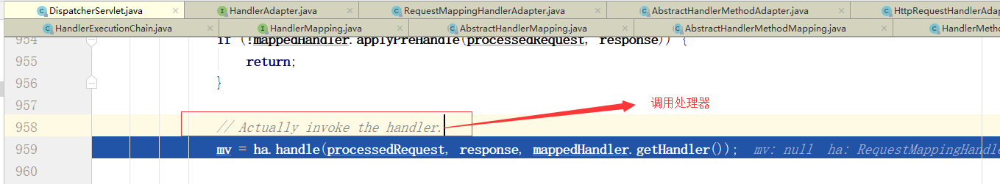 DispatcherServlet.java HandlerAdapter.java RequestMappingHandlerAdapter.java AbstractHandlerMethodAdapter.java HttpRequestHandlerAdap
HandlerExecutionChain.java HandlerMapping.java AbstractHandlerMapping.java AbstractHandlerMethodMapping.java HandlerMetho
954 if (!mappedHandler.applyPreHandle(processedRequest, response)) {
955 return;
956 }
957 调用处理器
958 // Actually invoke the handler.
959 mv = ha.handle(processedRequest, response, mappedHandler.getHandler()); mv: null ha: RequestMappingHandle
960